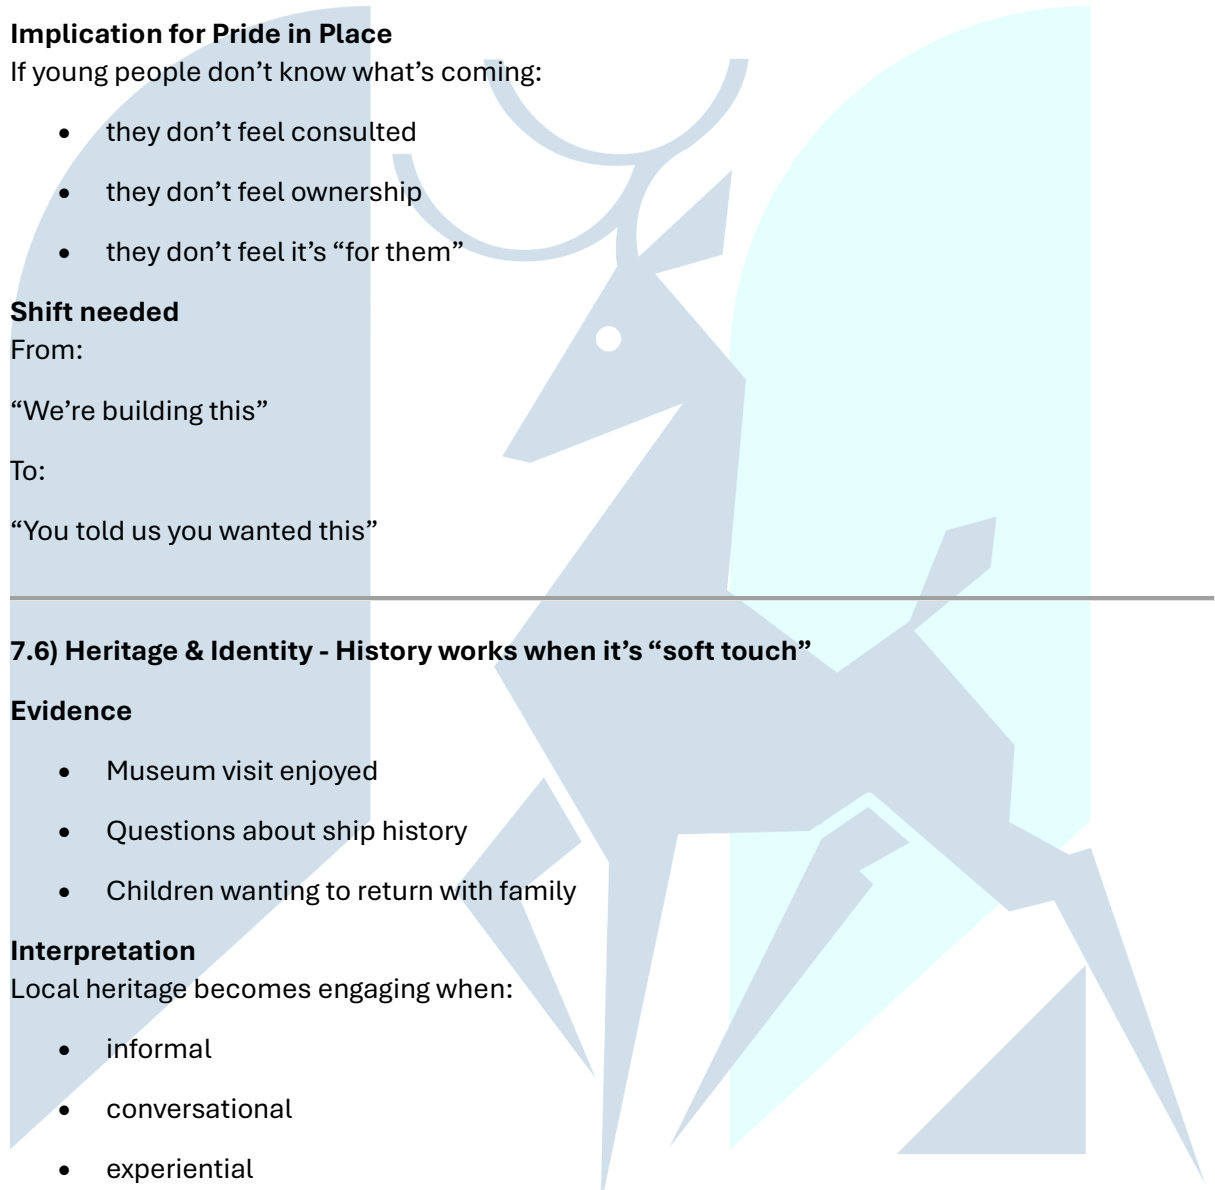 Implication for Pride in Place
If young people don’t know what’s coming:
• they don’t feel consulted
• they don’t feel ownership
• they don’t feel it’s “for them”
Shift needed
From:
“We’re building this”
To:
“You told us you wanted this”
7.6) Heritage & Identity - History works when it’s “soft touch”
Evidence
• Museum visit enjoyed
• Questions about ship history
• Children wanting to return with family
Interpretation
Local heritage becomes engaging when:
• informal
• conversational
• experiential